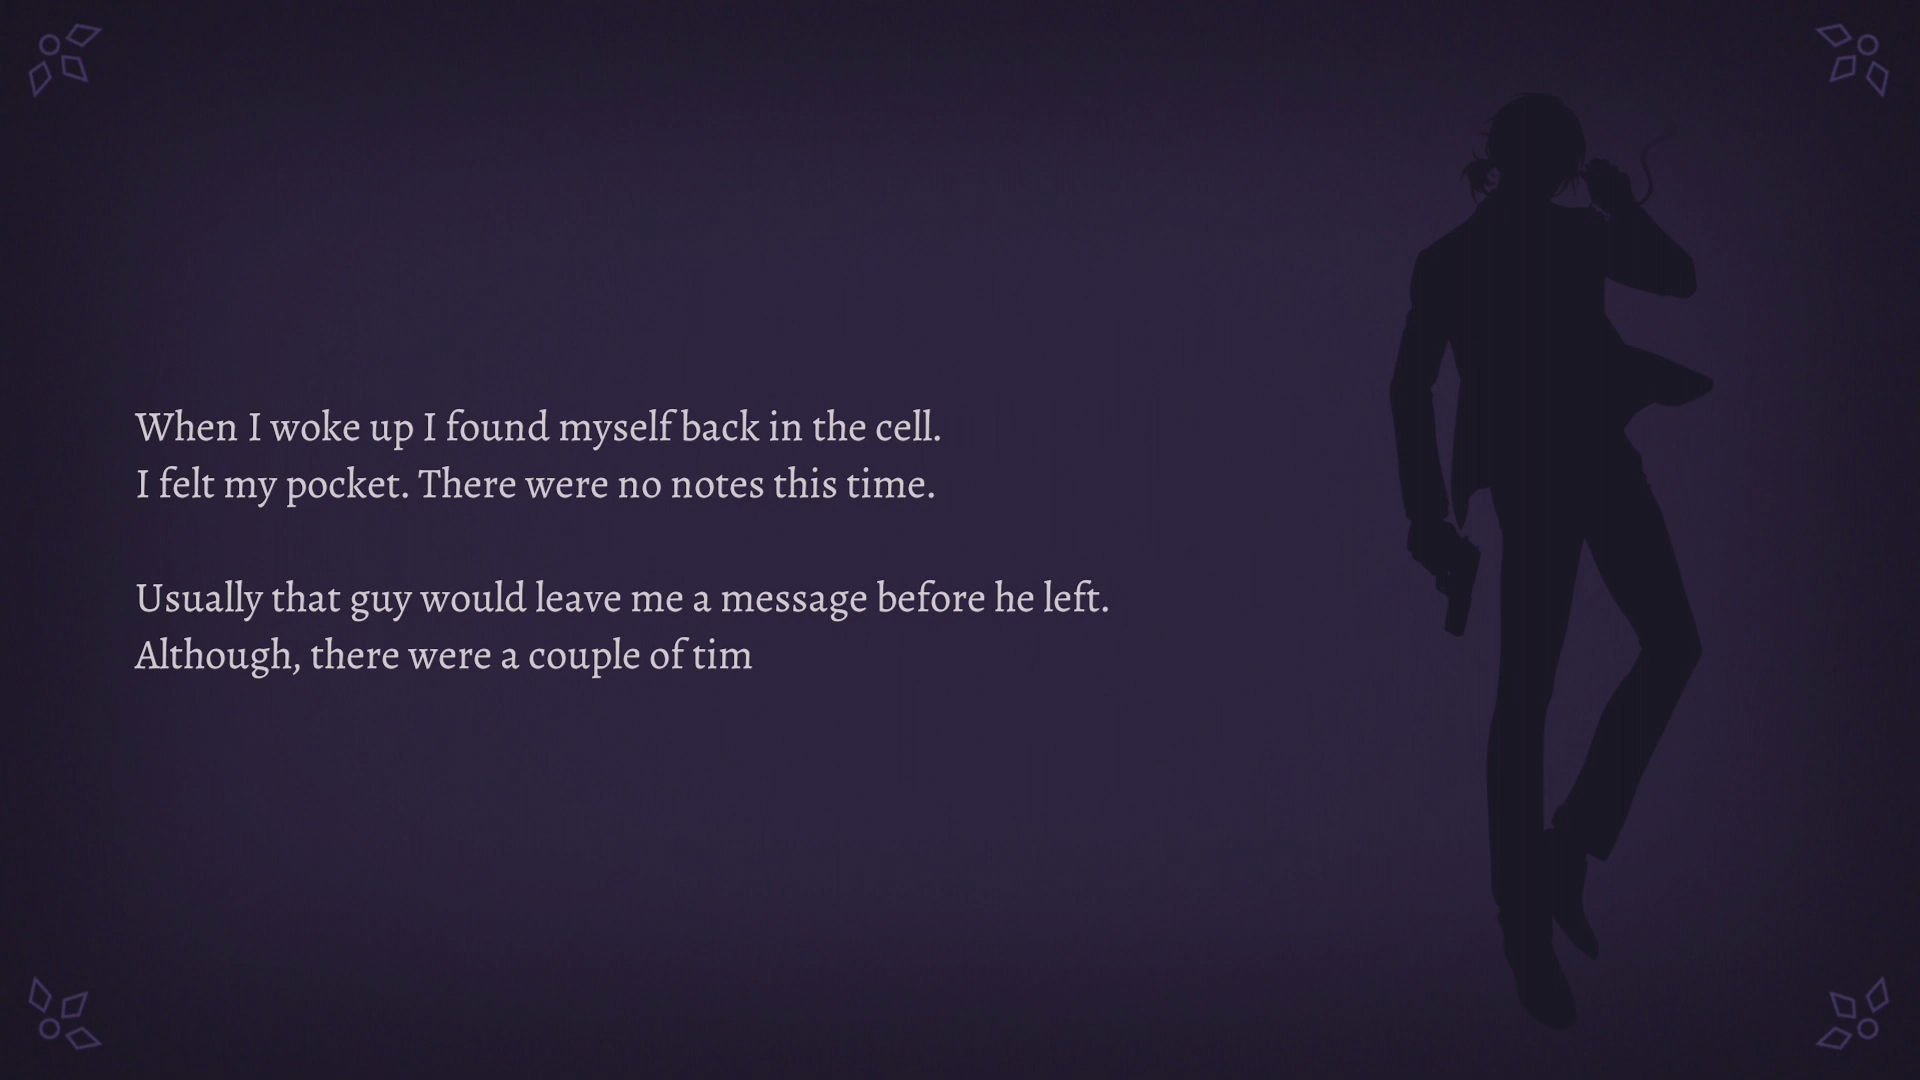 When I woke up I found myself back in the cell.
I felt my pocket. There were no notes this time.
Usually that guy would leave me a message before he left.
Although, there were a couple of tim